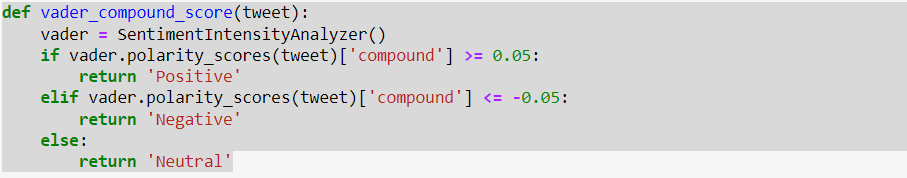 def vader_compound_score(tweet):
    vader = SentimentIntensityAnalyzer()
    if vader.polarity_scores(tweet)['compound'] >= 0.05:
        return 'Positive'
    elif vader.polarity_scores(tweet)['compound'] <= -0.05:
        return 'Negative'
    else:
        return 'Neutral'